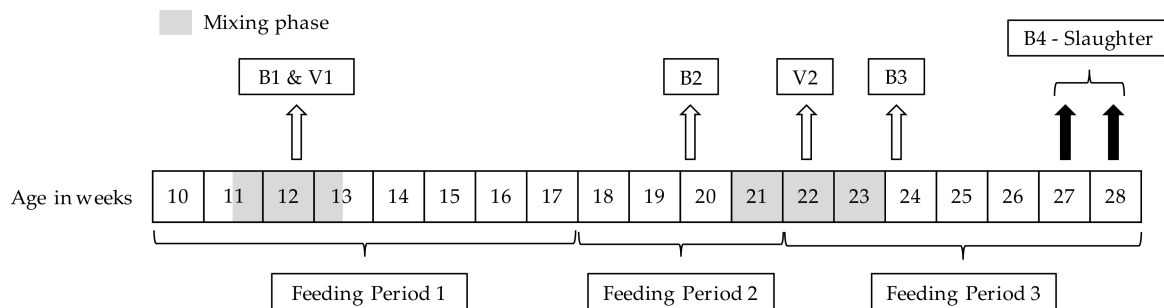 Mixing phase
B4 - Slaughter
B1 & V1
B2
V2
B3
Age in weeks
10 11 12 13 14 15 16 17 18 19 20 21 22 23 24 25 26 27 28
Feeding Period 1
Feeding Period 2
Feeding Period 3